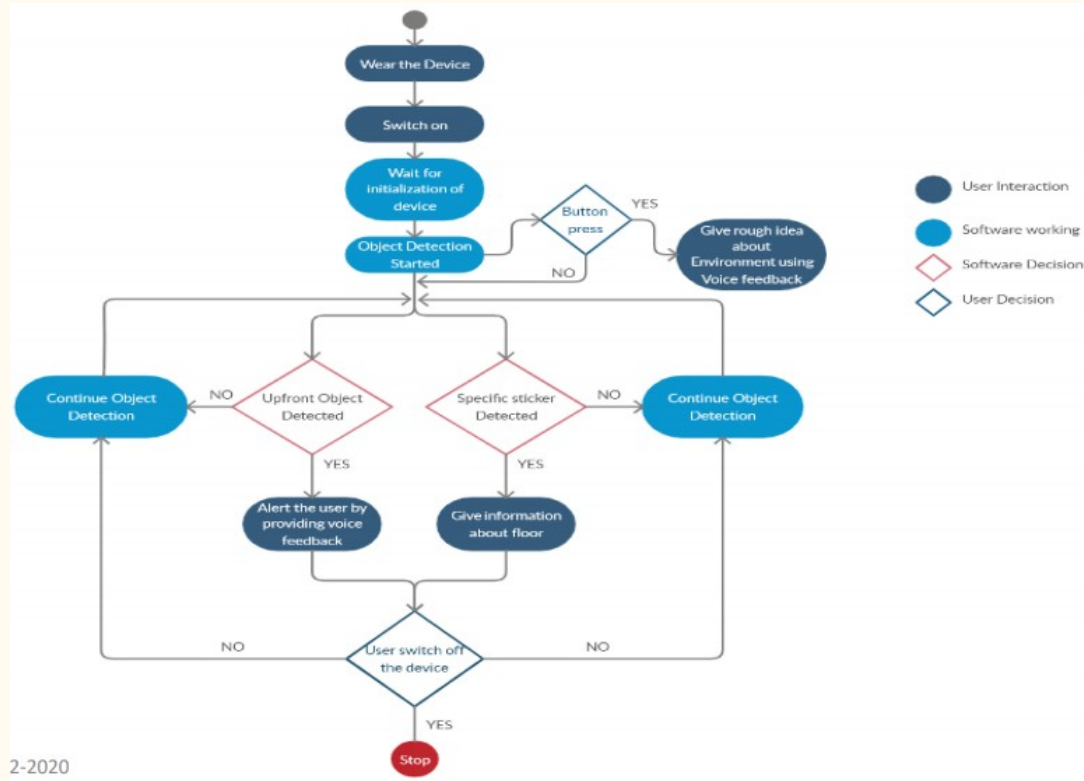 Wear the Device
Switch on
Wait for
initialization of
device
Object Detection
Started
Button
press
YES
NO
Give rough idea
about
Environment using
Voice feedback
User Interaction
Software working
Software Decision
User Decision
Continue Object
Detection
NO
Upfront Object
Detected
Specific sticker
Detected
NO
Continue Object
Detection
YES
YES
Alert the user by
providing voice
feedback
Give information
about floor
NO
User switch off
the device
NO
YES
Stop
2-2020